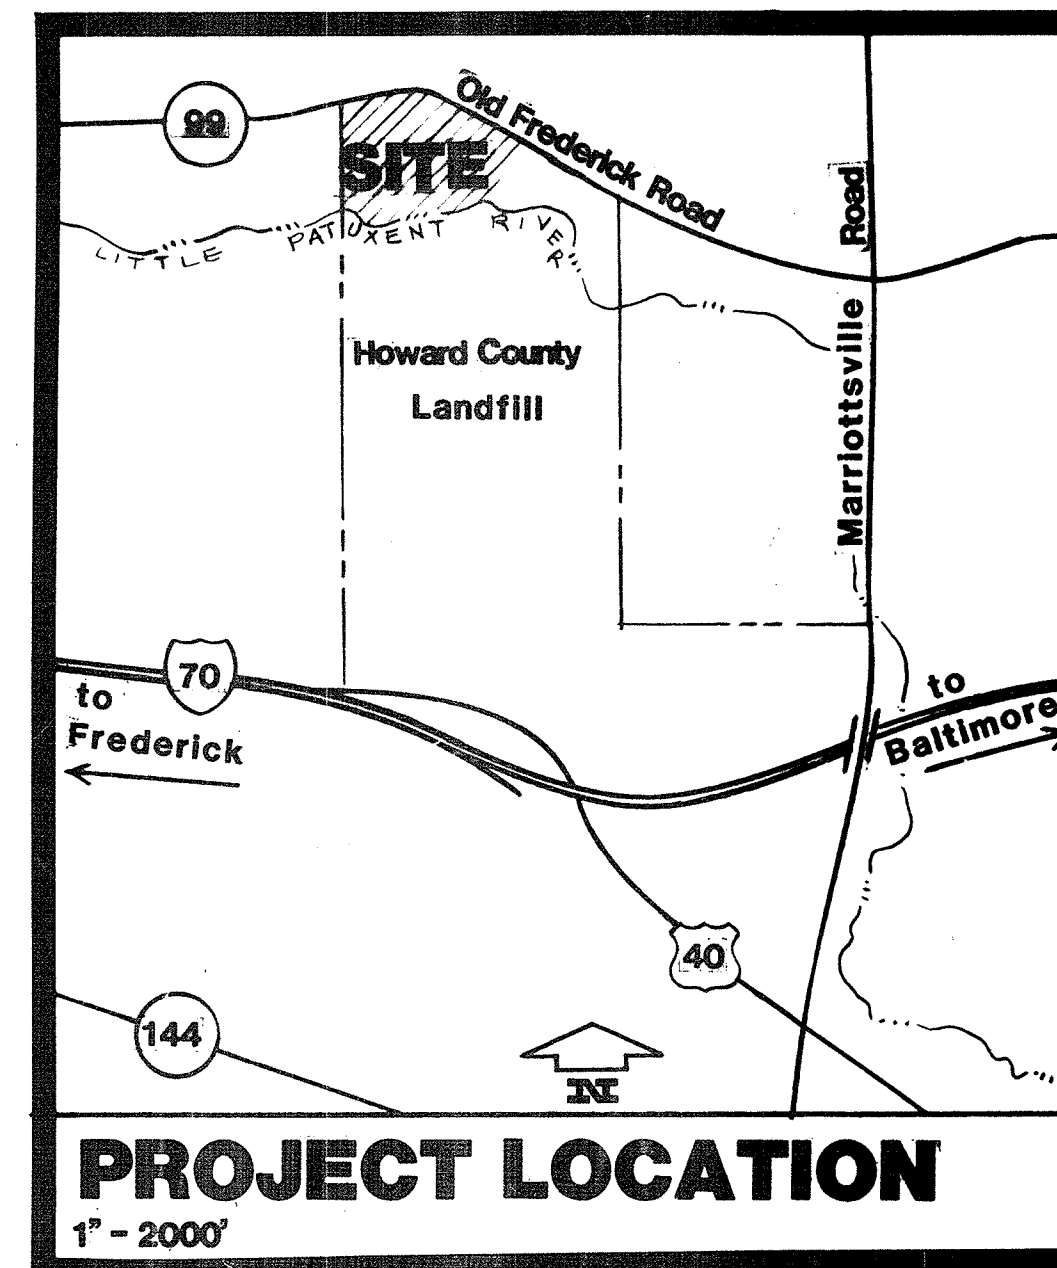 99
Old Frederick Road
SITE
LITTLE PATUXENT RIVER
Marriottsville Road
Howard County
Landfill
70
to
Frederick
to
Baltimore
40
144
N
PROJECT LOCATION
1" - 2000'